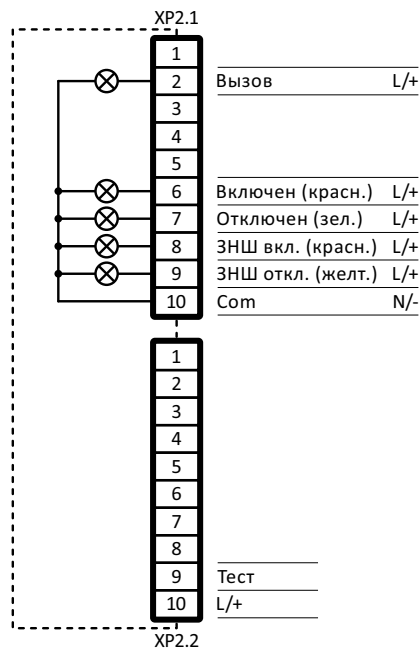 XP2.1
1
2 Вызов L/+
3
4
5
6 Включен (красн.) L/+
7 Отключен (зел.) L/+
8 ЗНШ вкл. (красн.) L/+
9 ЗНШ откл. (желт.) L/+
10 Com N/-
1
2
3
4
5
6
7
8
9 Тест
10 L/+
XP2.2